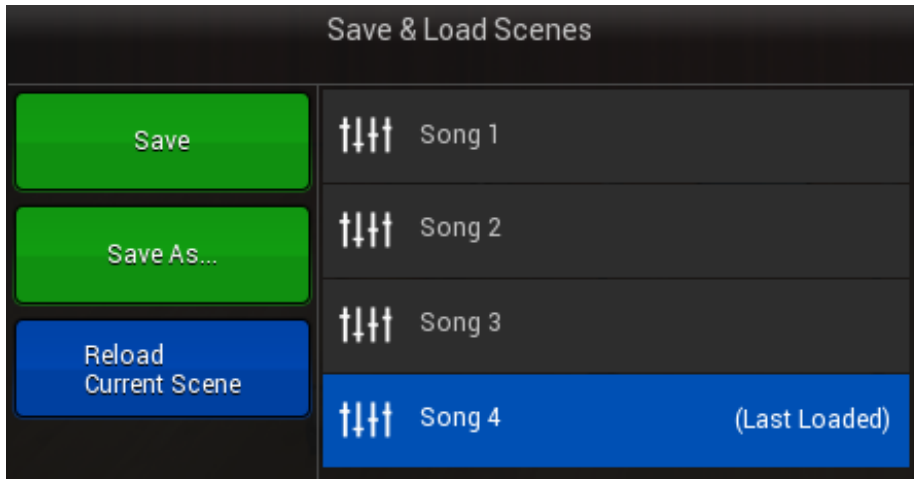 Save & Load Scenes
Save
Save As...
Reload
Current Scene
Song 1
Song 2
Song 3
Song 4 (Last Loaded)